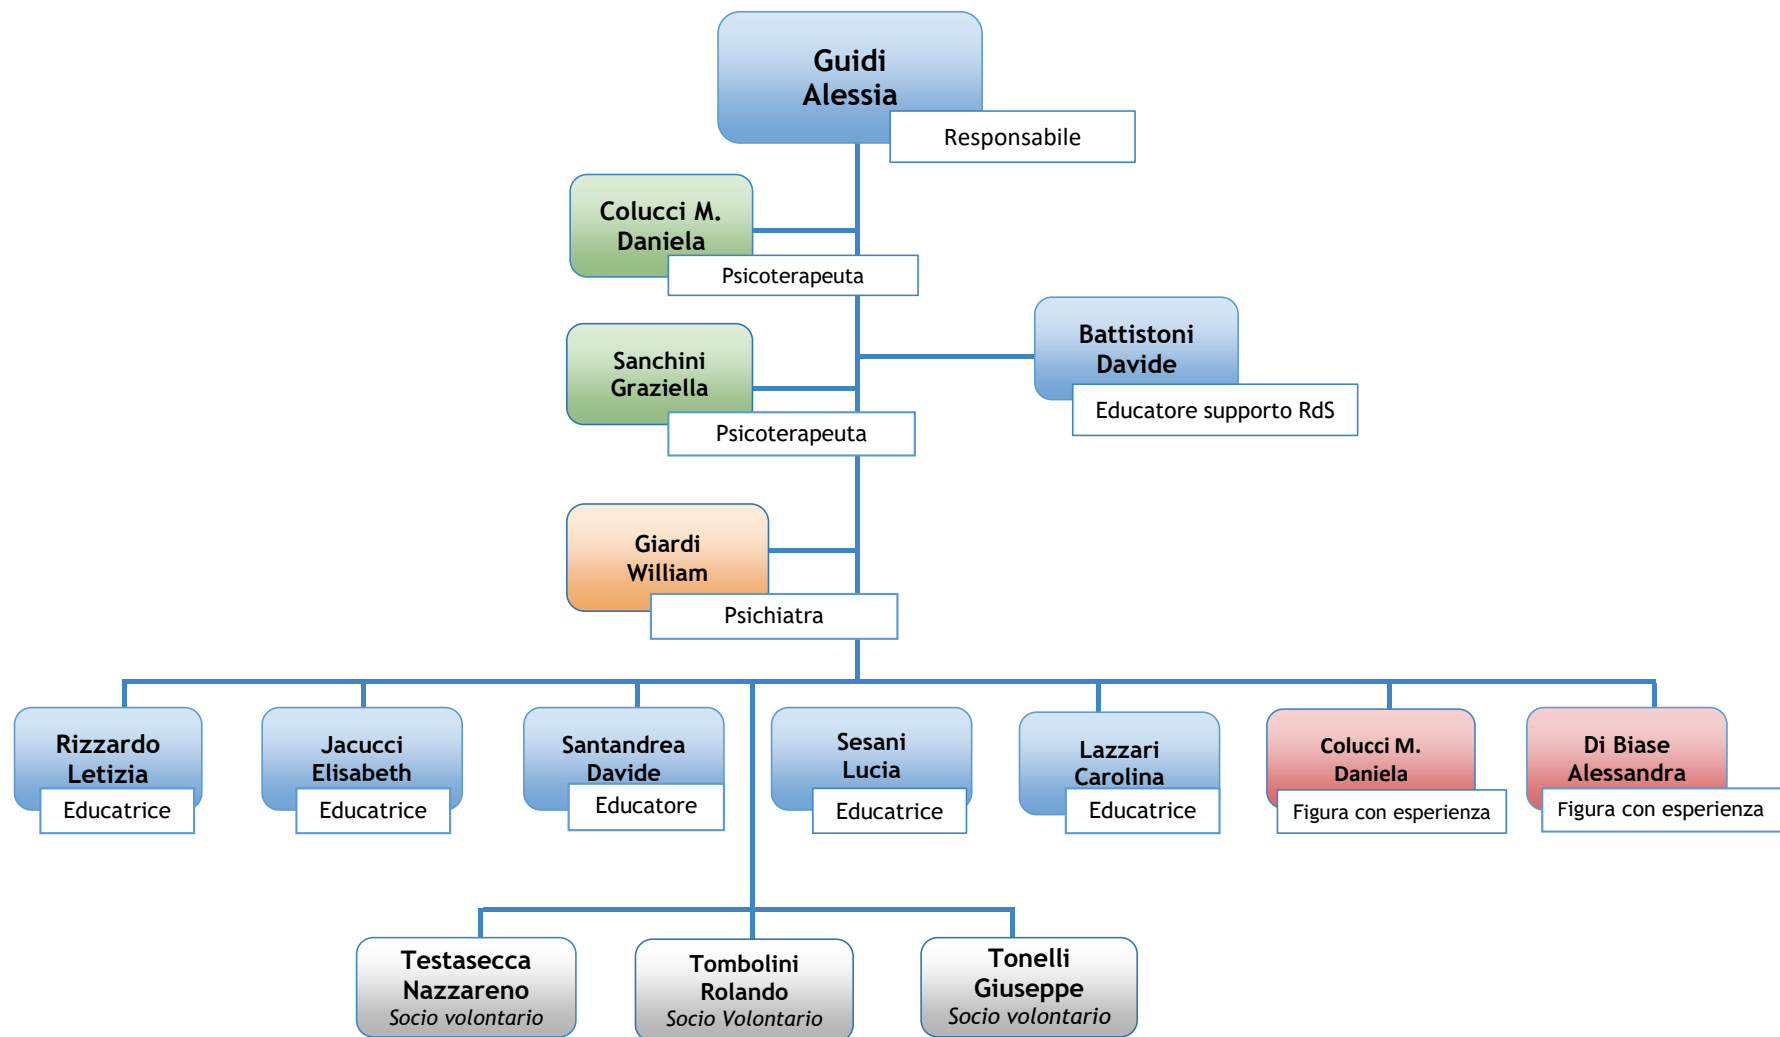 Guidi
Alessia
Responsabile
Colucci M.
Daniela
Psicoterapeuta
Battistoni
Davide
Educatore supporto RdS
Sanchini
Graziella
Psicoterapeuta
Giardi
William
Psichiatra
Rizzardo
Letizia
Educatrice
Jacucci
Elisabeth
Educatrice
Santandrea
Davide
Educatore
Sesani
Lucia
Educatrice
Lazzari
Carolina
Educatrice
Colucci M.
Daniela
Figura con esperienza
Di Biase
Alessandra
Figura con esperienza
Testasecca
Nazzareno
Socio volontario
Tombolini
Rolando
Socio Volontario
Tonelli
Giuseppe
Socio volontario